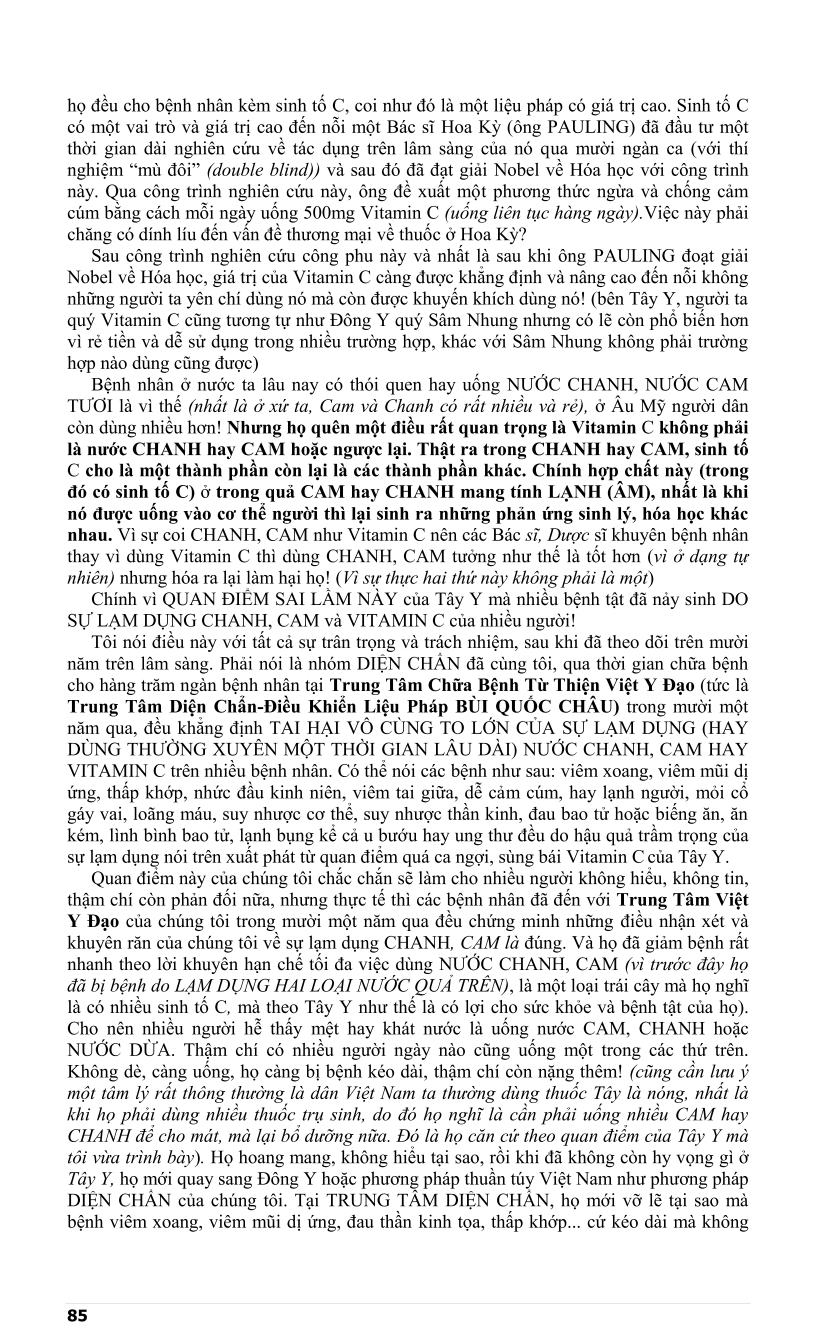 họ đều cho bệnh nhân kèm sinh tố C, coi như đó là một liệu pháp có giá trị cao. Sinh tố C
có một vai trò và giá trị cao đến nỗi một Bác sĩ Hoa Kỳ (ông PAULING) đã đầu tư một
thời gian dài nghiên cứu về tác dụng trên lâm sàng của nó qua mười ngàn ca (với thí
nghiệm “mù đôi” (double blind)) và sau đó đã đạt giải Nobel về Hóa học với công trình
này. Qua công trình nghiên cứu này, ông đề xuất một phương thức ngừa và chống cảm
cúm bằng cách mỗi ngày uống 500mg Vitamin C (uống liên tục hàng ngày).Việc này phải
chăng có dính líu đến vấn đề thương mại về thuốc ở Hoa Kỳ?
Sau công trình nghiên cứu công phu này và nhất là sau khi ông PAULING đoạt giải
Nobel về Hóa học, giá trị của Vitamin C càng được khẳng định và nâng cao đến nỗi không
những người ta yên chí dùng nó mà còn được khuyến khích dùng nó! (bên Tây Y, người ta
quý Vitamin C cũng tương tự như Đông Y quý Sâm Nhung nhưng có lẽ còn phổ biến hơn
vì rẻ tiền và dễ sử dụng trong nhiều trường hợp, khác với Sâm Nhung không phải trường
hợp nào dùng cũng được)
Bệnh nhân ở nước ta lâu nay có thói quen hay uống NƯỚC CHANH, NƯỚC CAM
TƯƠI là vì thế (nhất là ở xứ ta, Cam và Chanh có rất nhiều và rẻ), ở Âu Mỹ người dân
còn dùng nhiều hơn! Nhưng họ quên một điều rất quan trọng là Vitamin C không phải
là nước CHANH hay CAM hoặc ngược lại. Thật ra trong CHANH hay CAM, sinh tố
C cho là một thành phần còn lại là các thành phần khác. Chính hợp chất này (trong
đó có sinh tố C) ở trong quả CAM hay CHANH mang tính LẠNH (ÂM), nhất là khi
nó được uống vào cơ thể người thì lại sinh ra những phản ứng sinh lý, hóa học khác
nhau. Vì sự coi CHANH, CAM như Vitamin C nên các Bác sĩ, Dược sĩ khuyên bệnh nhân
thay vì dùng Vitamin C thì dùng CHANH, CAM tưởng như thế là tốt hơn (vì ở dạng tự
nhiên) nhưng hóa ra lại làm hại họ! (Vì sự thực hai thứ này không phải là một)
Chính vì QUAN ĐIỂM SAI LẦM NÀY của Tây Y mà nhiều bệnh tật đã nảy sinh DO
SỰ LẠM DỤNG CHANH, CAM và VITAMIN C của nhiều người!
Tôi nói điều này với tất cả sự trân trọng và trách nhiệm, sau khi đã theo dõi trên mười
năm trên lâm sàng. Phải nói là nhóm DIỆN CHẨN đã cùng tôi, qua thời gian chữa bệnh
cho hàng trăm ngàn bệnh nhân tại Trung Tâm Chữa Bệnh Từ Thiện Việt Y Đạo (tức là
Trung Tâm Diện Chẩn-Điều Khiển Liệu Pháp BÙI QUỐC CHÂU) trong mười một
năm qua, đều khẳng định TAI HẠI VÔ CÙNG TO LỚN CỦA SỰ LẠM DỤNG (HAY
DÙNG THƯỜNG XUYÊN MỘT THỜI GIAN LÂU DÀI) NƯỚC CHANH, CAM HAY
VITAMIN C trên nhiều bệnh nhân. Có thể nói các bệnh như sau: viêm xoang, viêm mũi dị
ứng, thấp khớp, nhức đầu kinh niên, viêm tai giữa, dễ cảm cúm, hay lạnh người, mỏi cổ
gáy vai, loãng máu, suy nhược cơ thể, suy nhược thần kinh, đau bao tử hoặc biếng ăn, ăn
kém, lình bình bao tử, lạnh bụng kể cả u bướu hay ung thư đều do hậu quả trầm trọng của
sự lạm dụng nói trên xuất phát từ quan điểm quá ca ngợi, sùng bái Vitamin C của Tây Y.
Quan điểm này của chúng tôi chắc chắn sẽ làm cho nhiều người không hiểu, không tin,
thậm chí còn phản đối nữa, nhưng thực tế thì các bệnh nhân đã đến với Trung Tâm Việt
Y Đạo của chúng tôi trong mười một năm qua đều chứng minh những điều nhận xét và
khuyên răn của chúng tôi về sự lạm dụng CHANH, CAM là đúng. Và họ đã giảm bệnh rất
nhanh theo lời khuyên hạn chế tối đa việc dùng NƯỚC CHANH, CAM (vì trước đây họ
đã bị bệnh do LẠM DỤNG HAI LOẠI NƯỚC QUẢ TRÊN), là một loại trái cây mà họ nghĩ
là có nhiều sinh tố C, mà theo Tây Y như thế là có lợi cho sức khỏe và bệnh tật của họ).
Cho nên nhiều người hễ thấy mệt hay khát nước là uống nước CAM, CHANH hoặc
NƯỚC DỪA. Thậm chí có nhiều người ngày nào cũng uống một trong các thứ trên.
Không dè, càng uống, họ càng bị bệnh kéo dài, thậm chí còn nặng thêm! (cũng cần lưu ý
một tâm lý rất thông thường là dân Việt Nam ta thường dùng thuốc Tây là nóng, nhất là
khi họ phải dùng nhiều thuốc trụ sinh, do đó họ nghĩ là cần phải uống nhiều CAM hay
CHANH để cho mát, mà lại bổ dưỡng nữa. Đó là họ căn cứ theo quan điểm của Tây Y mà
tôi vừa trình bày). Họ hoang mang, không hiểu tại sao, rồi khi đã không còn hy vọng gì ở
Tây Y, họ mới quay sang Đông Y hoặc phương pháp thuần túy Việt Nam như phương pháp
DIỆN CHẨN của chúng tôi. Tại TRUNG TÂM DIỆN CHẨN, họ mới vỡ lẽ tại sao mà
bệnh viêm xoang, viêm mũi dị ứng, đau thần kinh tọa, thấp khớp... cứ kéo dài mà không
85